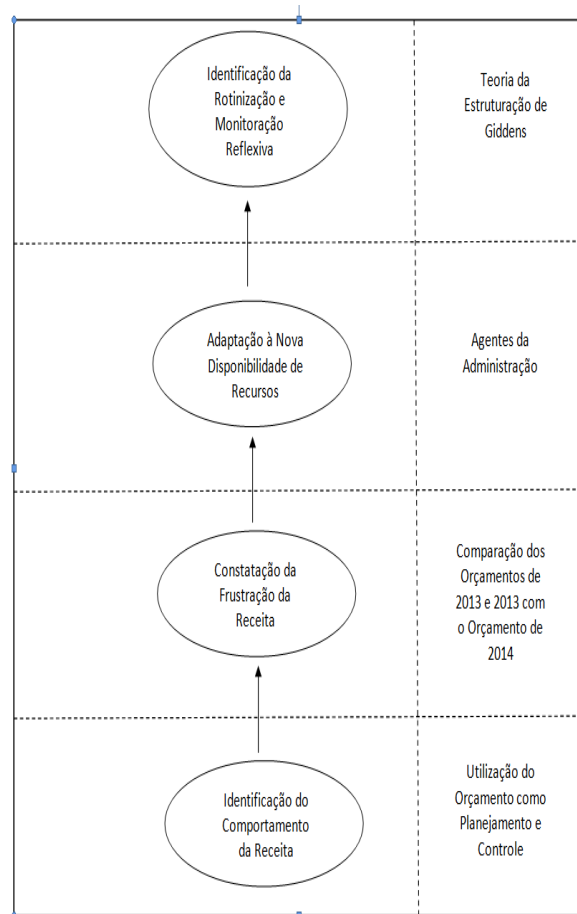 Identificação da
Rotinização e
Monitoração
Reflexiva
Teoria da
Estruturação de
Giddens
Adaptação à Nova
Disponibilidade de
Recursos
Agentes da
Administração
Constatação da
Frustração da
Receita
Comparação dos
Orçamentos de
2013 e 2013 com
o Orçamento de
2014
Identificação do
Comportamento
da Receita
Utilização do
Orçamento como
Planejamento e
Controle